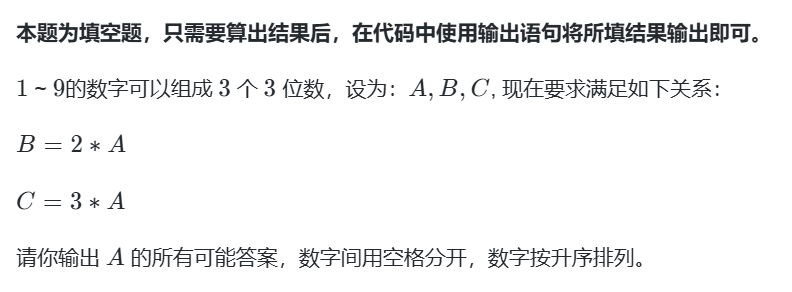 本题为填空题，只需要算出结果后，在代码中使用输出语句将所填结果输出即可。
1 ~ 9的数字可以组成 3 个 3 位数，设为：A, B, C, 现在要求满足如下关系：
B = 2 * A
C = 3 * A
请你输出 A 的所有可能答案，数字间用空格分开，数字按升序排列。